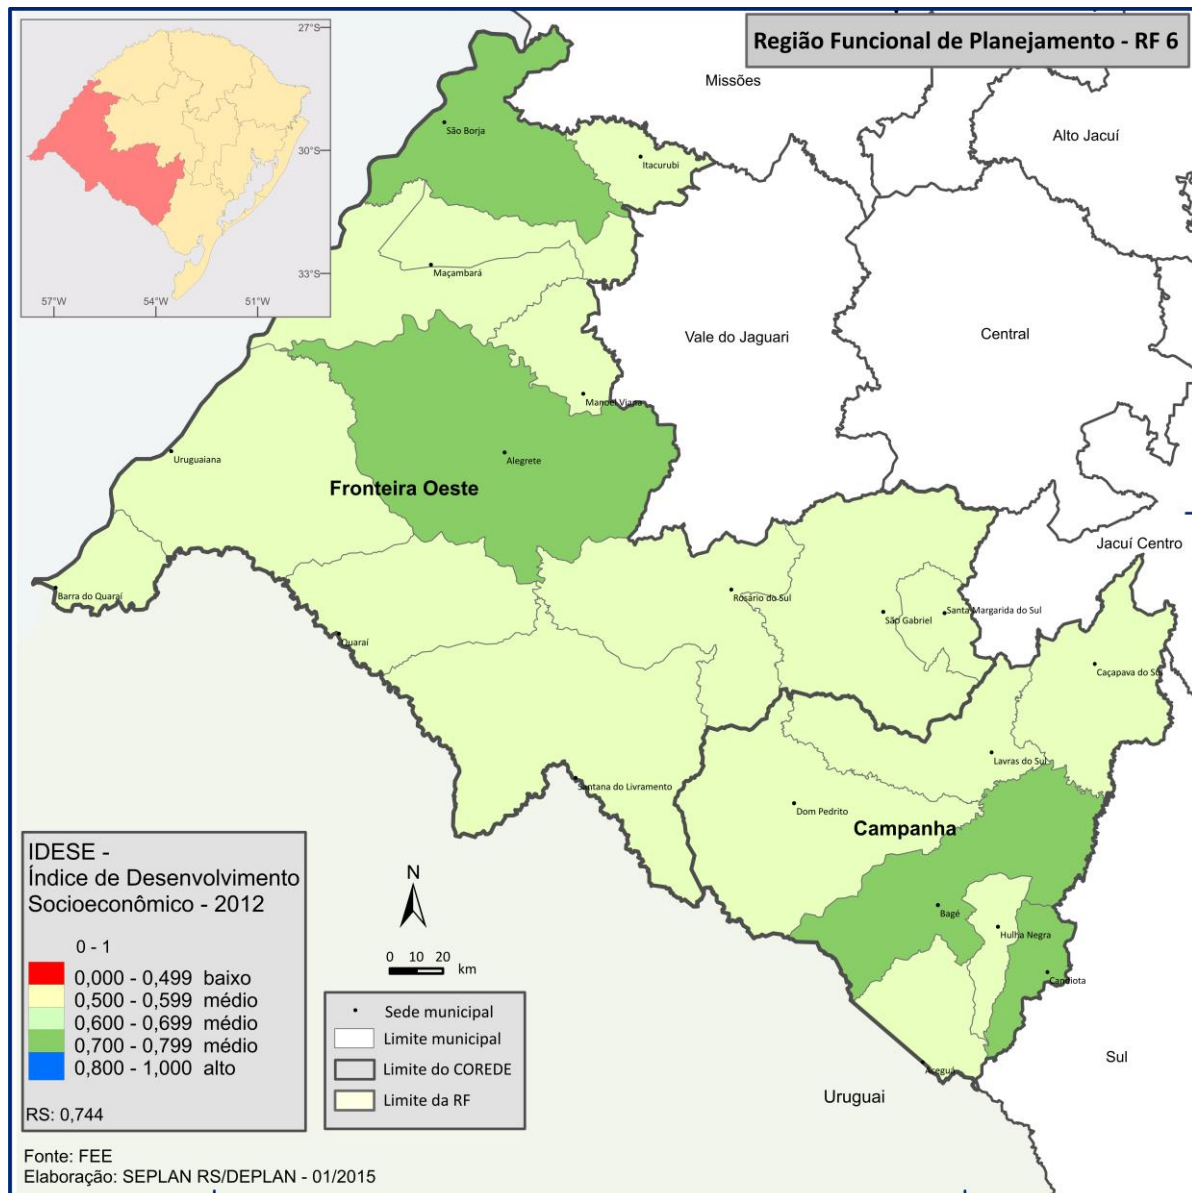 Região Funcional de Planejamento - RF 6
27°S
30°S
33°S
57°W
54°W
51°W
Missões
Alto Jacuí
São Borja
Itacurubi
Maçambará
Vale do Jaguari
Central
Manoel Viana
Uruguaiana
Alegrete
Fronteira Oeste
Jacuí Centro
Barra do Quaraí
Rosário do Sul
São Gabriel
Santa Margarida do Sul
Quaraí
Caçapava do Sul
Lavras do Sul
Santana do Livramento
Dom Pedrito
Campanha
Bagé
Hulha Negra
Candiota
Aceguá
Sul
Uruguai
IDESE -
Índice de Desenvolvimento
Socioeconômico - 2012
0 - 1
0,000 - 0,499 baixo
0,500 - 0,599 médio
0,600 - 0,699 médio
0,700 - 0,799 médio
0,800 - 1,000 alto
RS: 0,744
N
0 10 20
km
Sede municipal
Limite municipal
Limite do COREDE
Limite da RF
Fonte: FEE
Elaboração: SEPLAN RS/DEPLAN - 01/2015